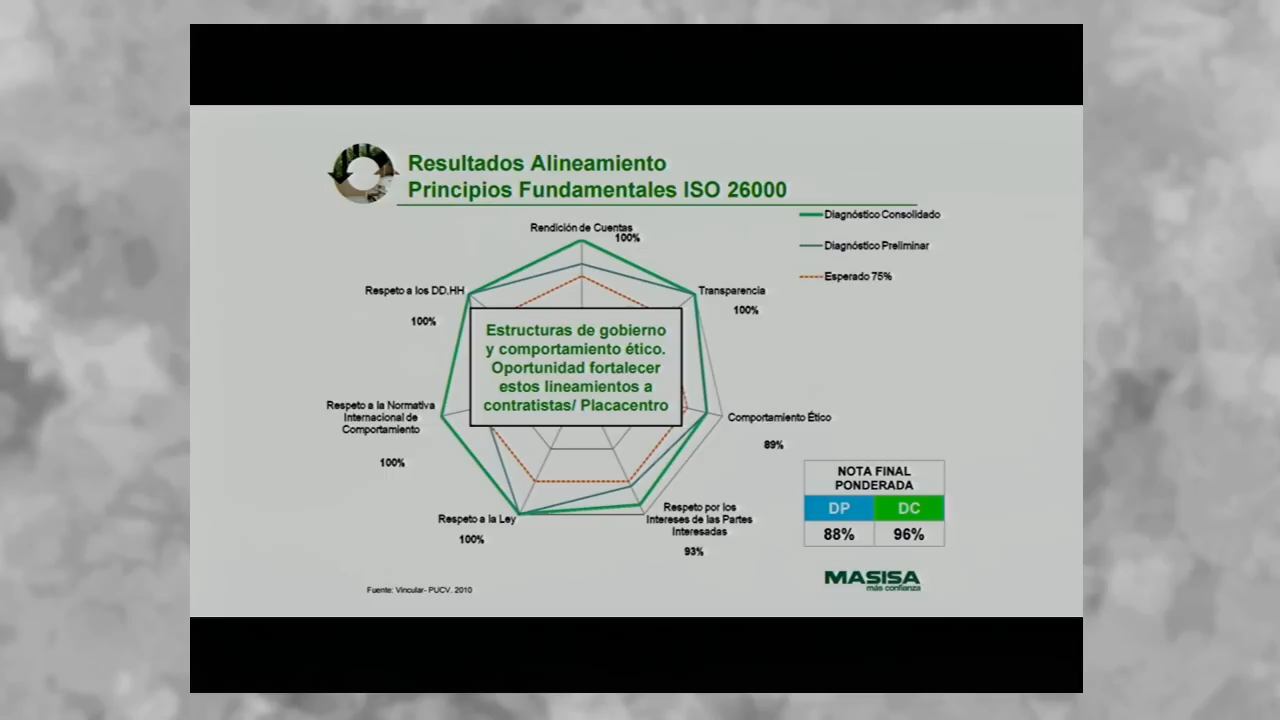 Resultados Alineamiento
Principios Fundamentales ISO 26000
Diagnóstico Consolidado
Diagnóstico Preliminar
Esperado 75%
Rendición de Cuentas
100%
Transparencia
100%
Respeto a los DD.HH
100%
Estructuras de gobierno
y comportamiento ético.
Oportunidad fortalecer
estos lineamientos a
contratistas/ Placacentro
Respeto a la Normativa
Internacional de
Comportamiento
100%
Comportamiento Ético
89%
Respeto a la Ley
100%
Respeto por los
Intereses de las Partes
Interesadas
93%
NOTA FINAL
PONDERADA
DP DC
88% 96%
MASISA
más confianza
Fuente: Vincular- PUCV. 2010